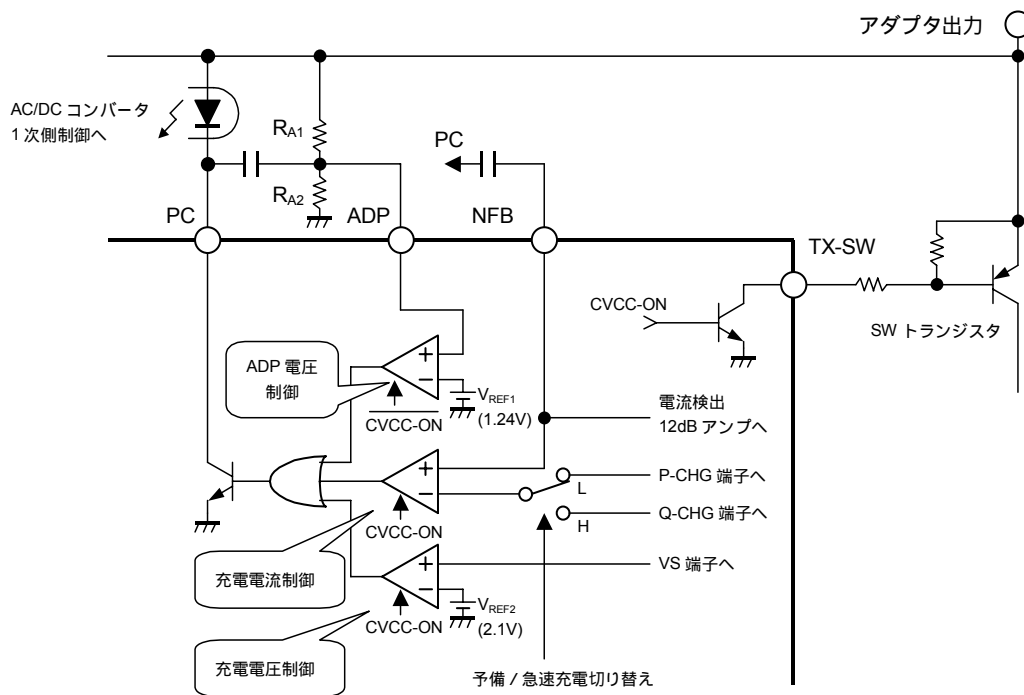 アダプタ出力
AC/DC コンバータ
1 次側制御へ
RA1
RA2
PC
PC
ADP
NFB
TX-SW
CVCC-ON
SW トランジスタ
ADP 電圧
制御
VREF1
(1.24V)
CVCC-ON
電流検出
12dB アンプへ
P-CHG 端子へ
L
Q-CHG 端子へ
H
CVCC-ON
充電電流制御
VS 端子へ
VREF2
(2.1V)
CVCC-ON
充電電圧制御
予備 / 急速充電切り替え